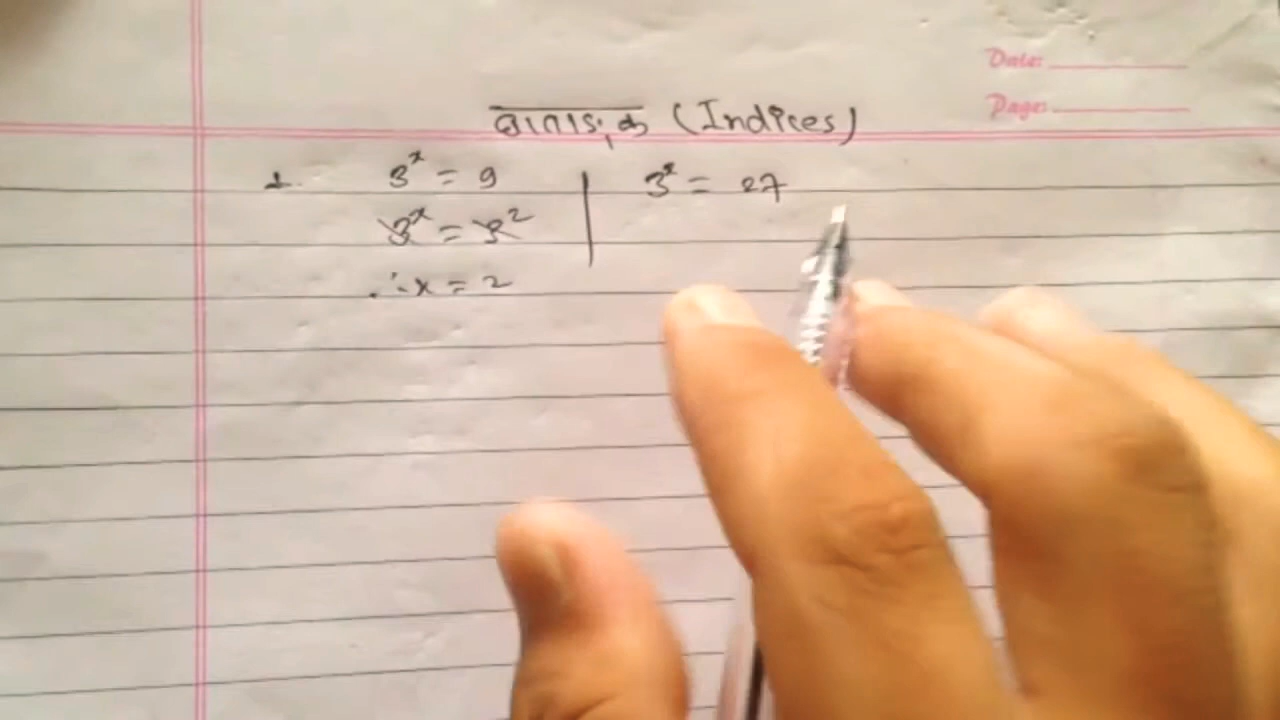 Date:
Page:
घाताङ्क (Indices)
1. 3ˣ = 9 | 3ˣ = 27
3ˣ = 3²
∴ x = 2